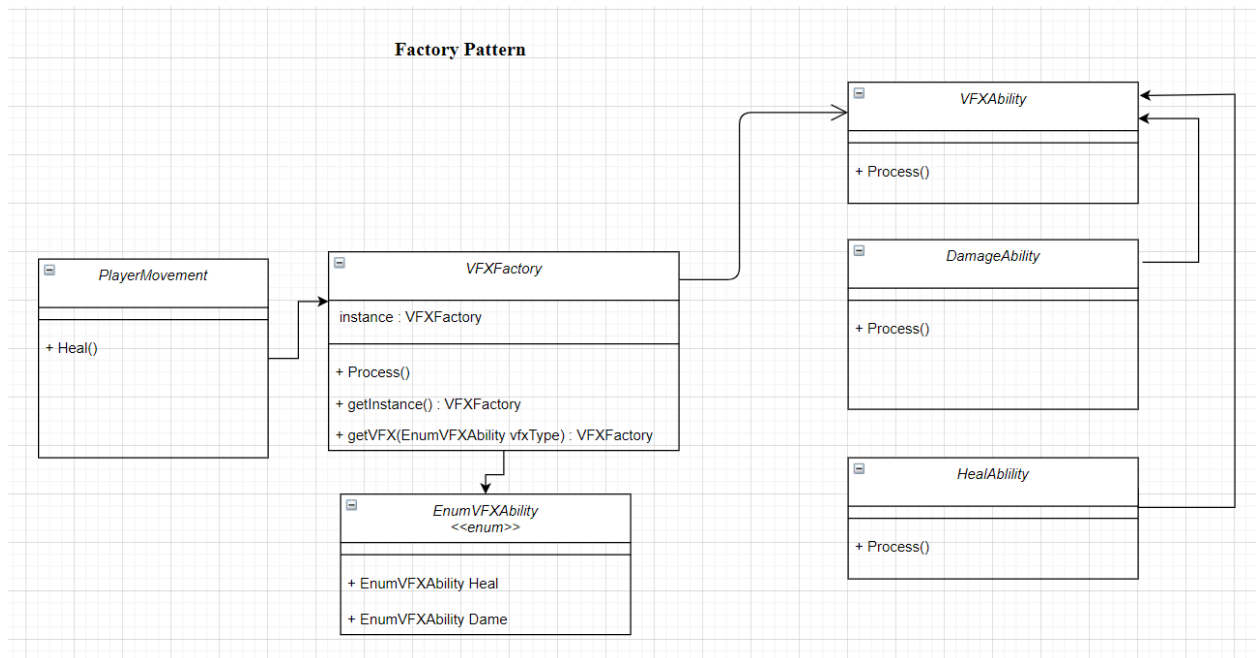 Factory Pattern
VFXAbility
+ Process()
DamageAbility
+ Process()
HealAblility
+ Process()
PlayerMovement
+ Heal()
VFXFactory
instance : VFXFactory
+ Process()
+ getInstance() : VFXFactory
+ getVFX(EnumVFXAbility vfxType) : VFXFactory
EnumVFXAbility
<<enum>>
+ EnumVFXAbility Heal
+ EnumVFXAbility Dame